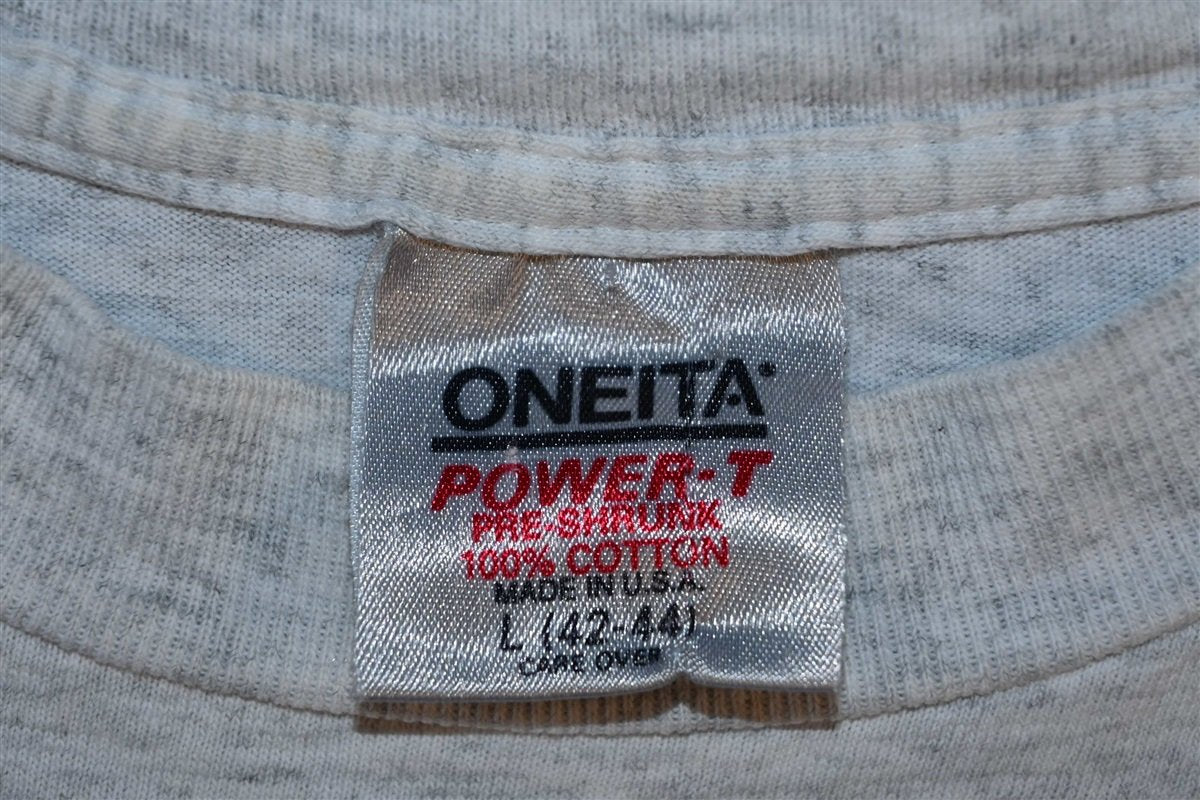 ONEITA®
POWER-T
PRE-SHRUNK
100% COTTON
MADE IN U.S.A.
L (42-44)
CARE OVER